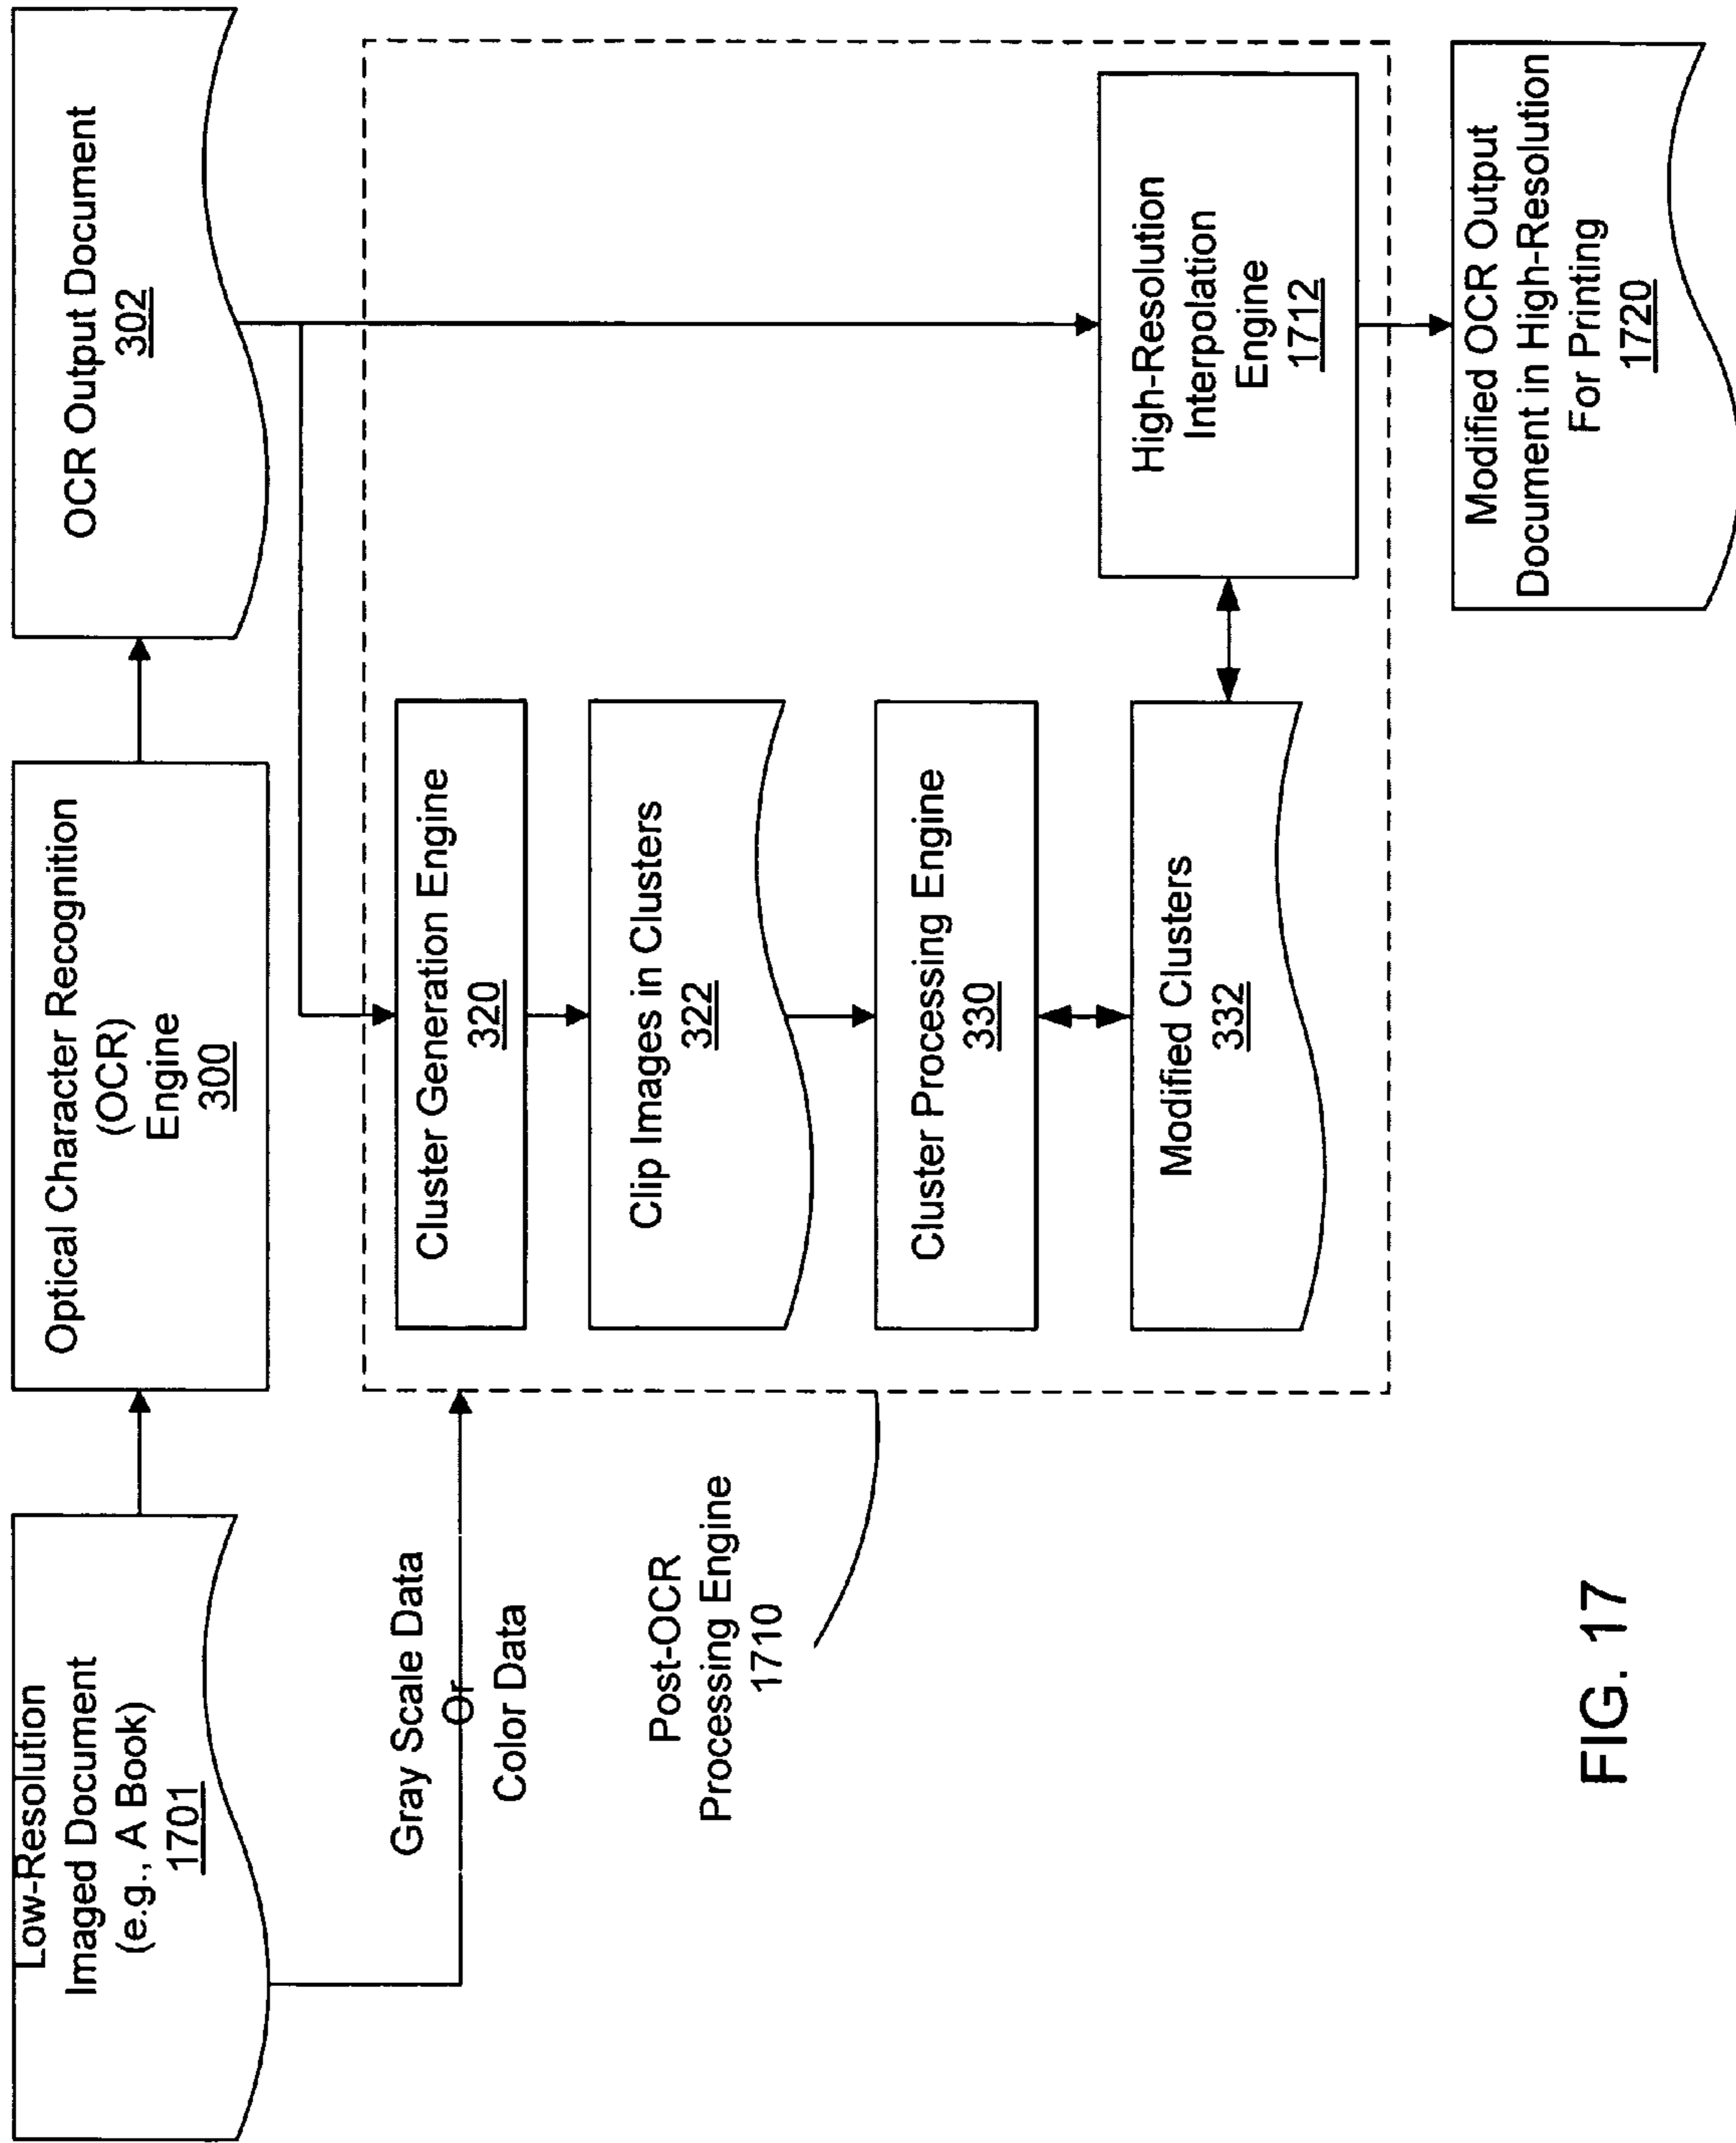 Low-Resolution
Imaged Document
(e.g., A Book)
1701
Optical Character Recognition
(OCR)
Engine
300
OCR Output Document
302
Gray Scale Data
Or
Color Data
Post-OCR
Processing Engine
1710
Cluster Generation Engine
320
Clip Images in Clusters
322
Cluster Processing Engine
330
Modified Clusters
332
High-Resolution
Interpolation
Engine
1712
Modified OCR Output
Document in High-Resolution
For Printing
1720
FIG. 17